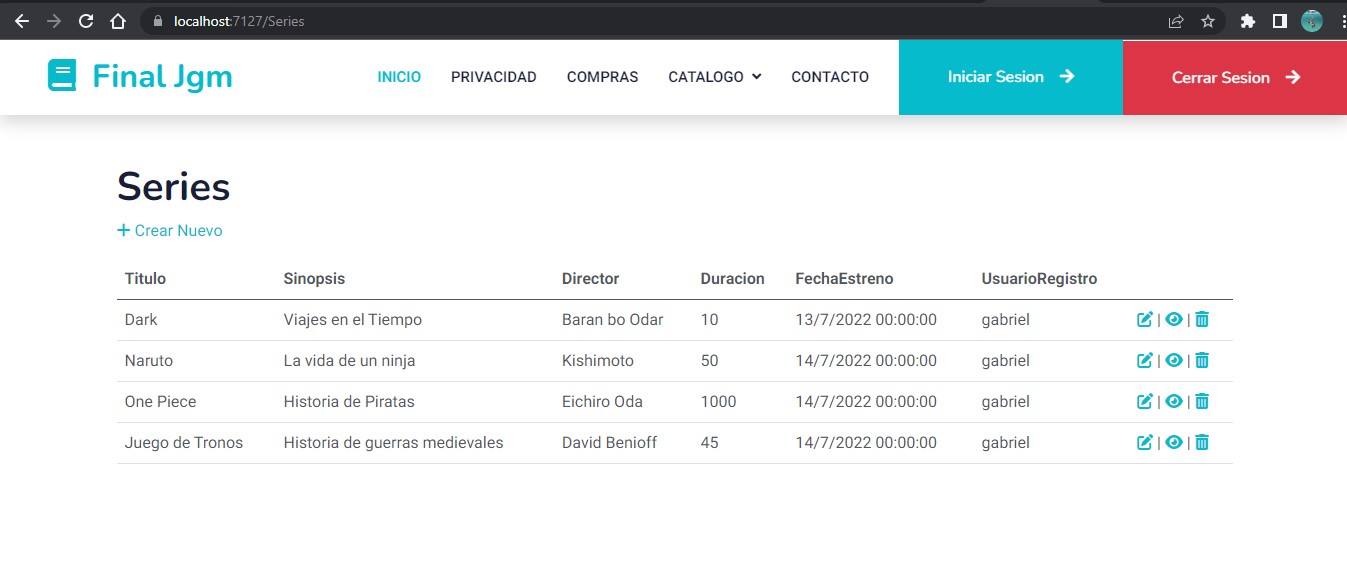 localhost:7127/Series
Final Jgm INICIO PRIVACIDAD COMPRAS CATALOGO CONTACTO Iniciar Sesion Cerrar Sesion
Series
Crear Nuevo
Titulo Sinopsis Director Duracion FechaEstreno UsuarioRegistro
Dark Viajes en el Tiempo Baran bo Odar 10 13/7/2022 00:00:00 gabriel | |
Naruto La vida de un ninja Kishimoto 50 14/7/2022 00:00:00 gabriel | |
One Piece Historia de Piratas Eichiro Oda 1000 14/7/2022 00:00:00 gabriel | |
Juego de Tronos Historia de guerras medievales David Benioff 45 14/7/2022 00:00:00 gabriel | |